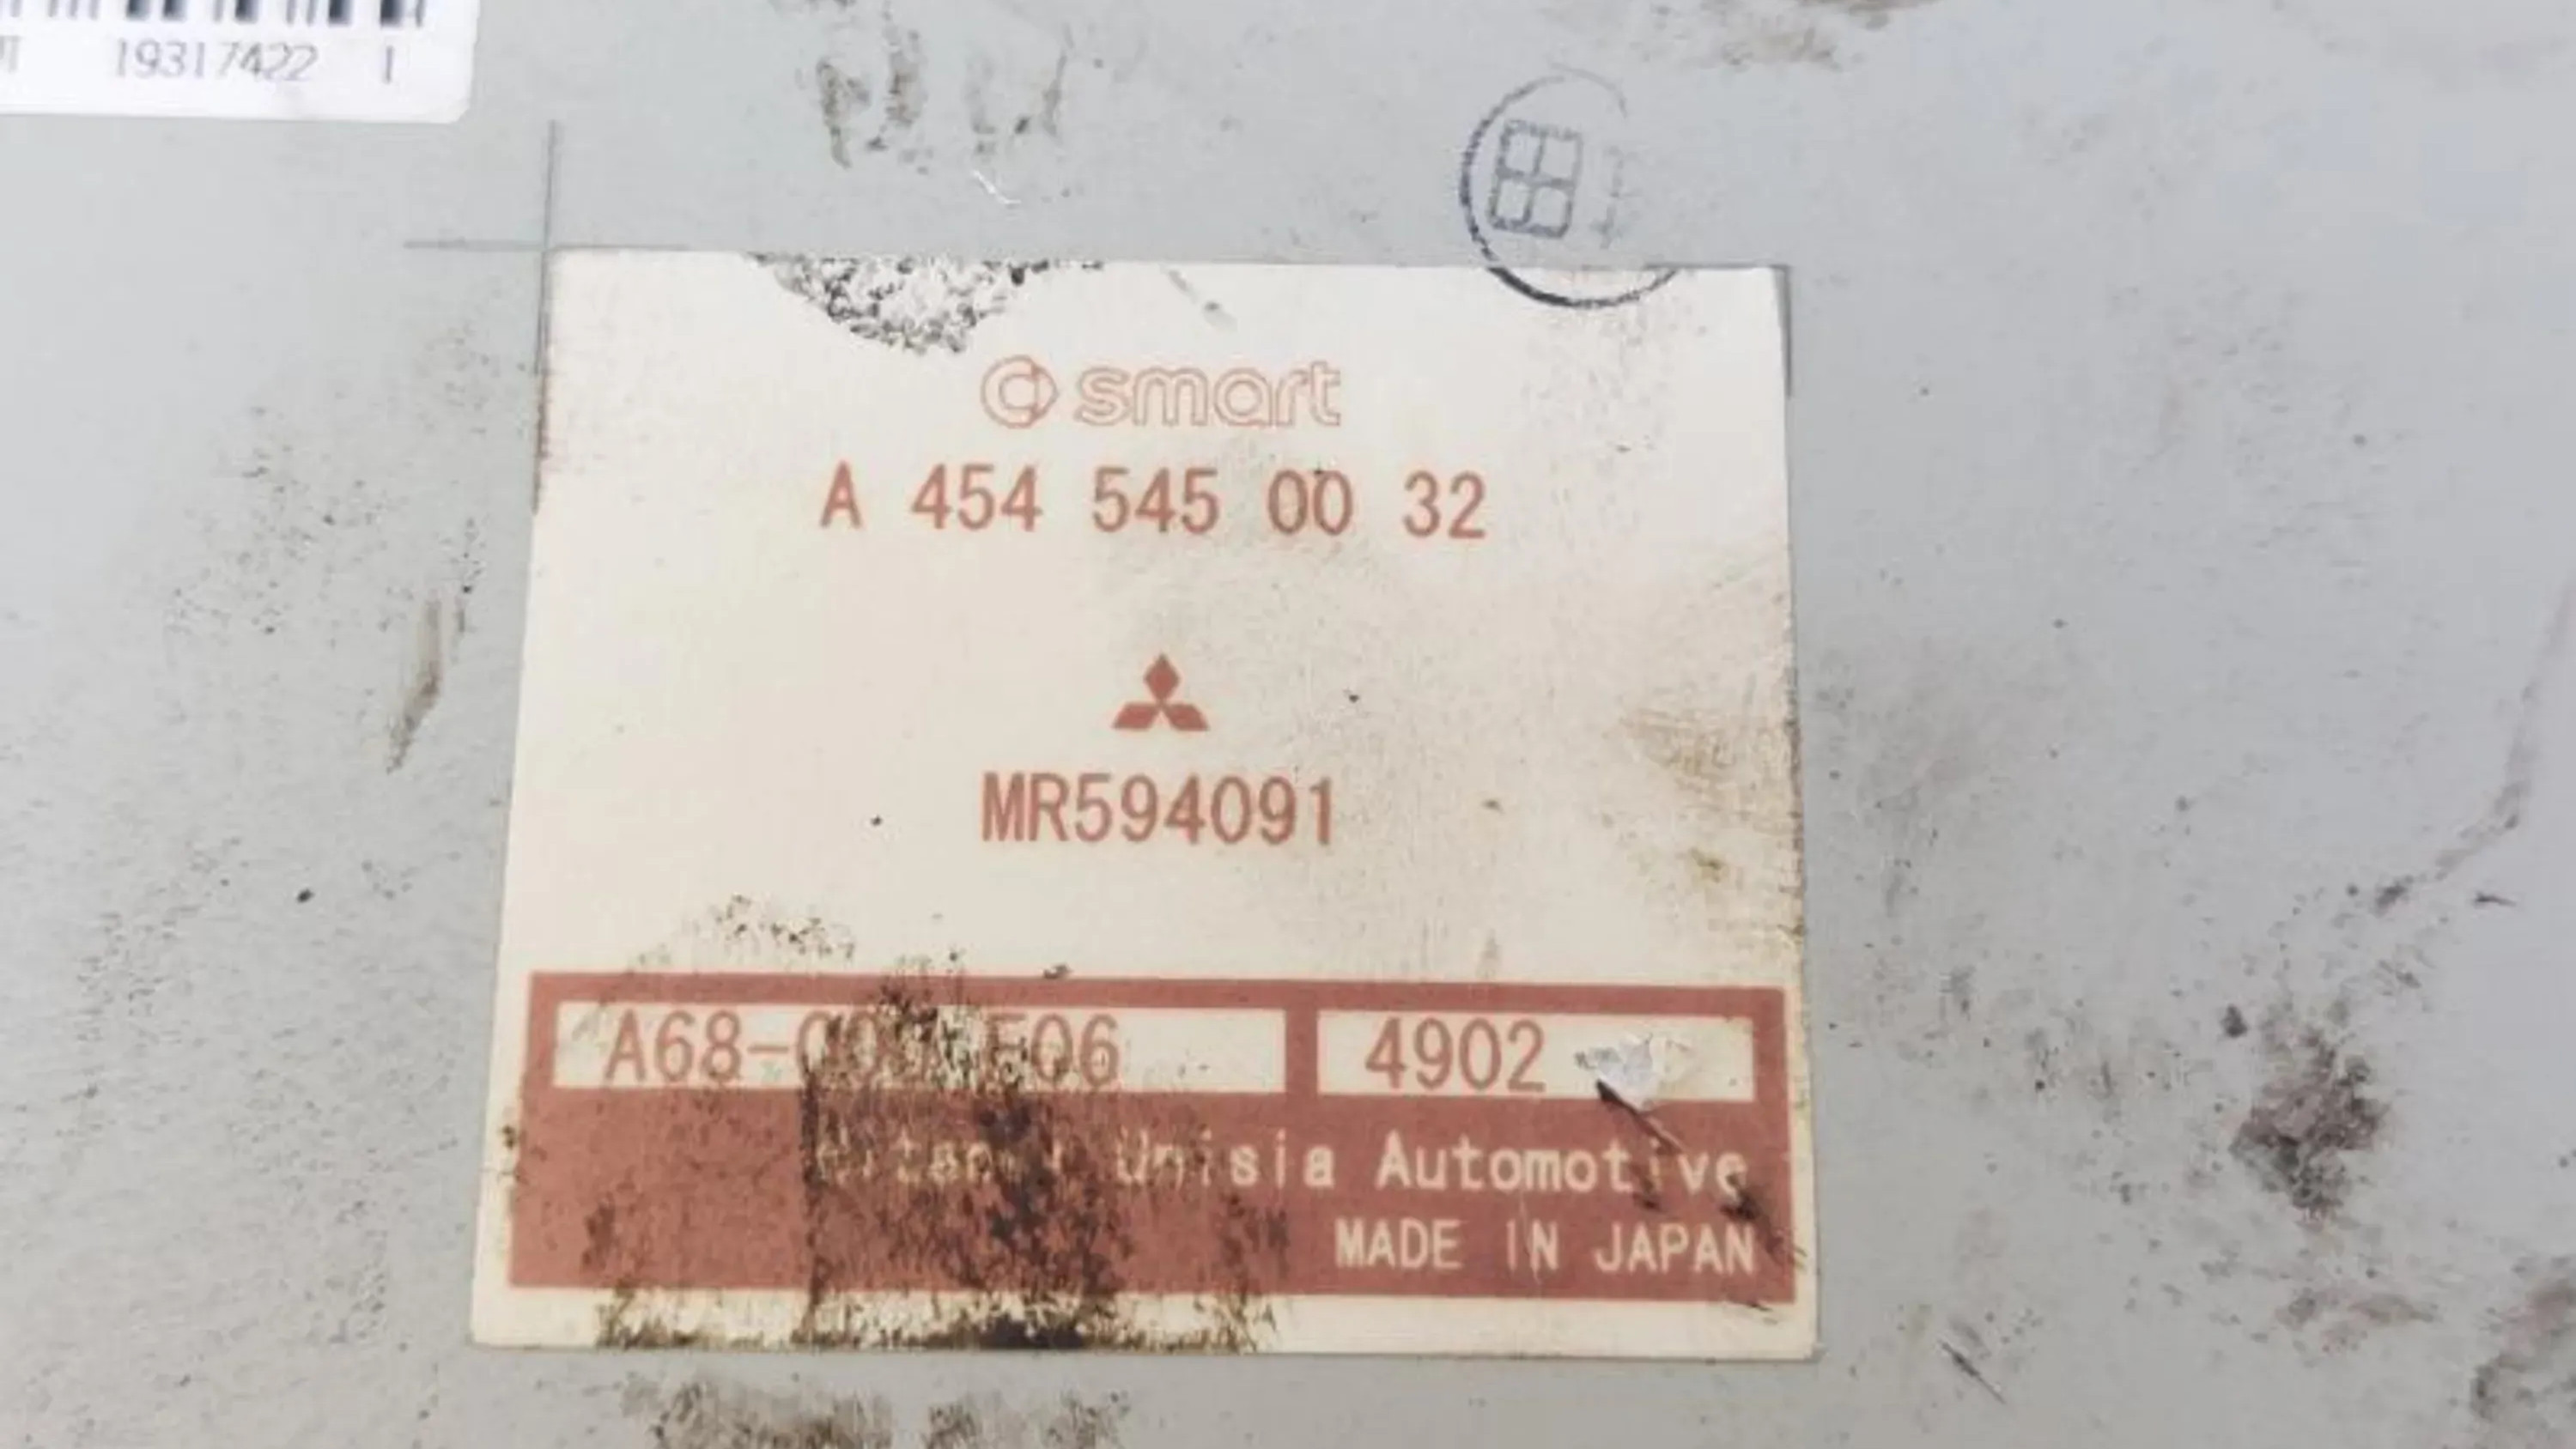 19317422 1
smart
A 454 545 00 32
MR594091
4902
Unisia Automotive
MADE IN JAPAN